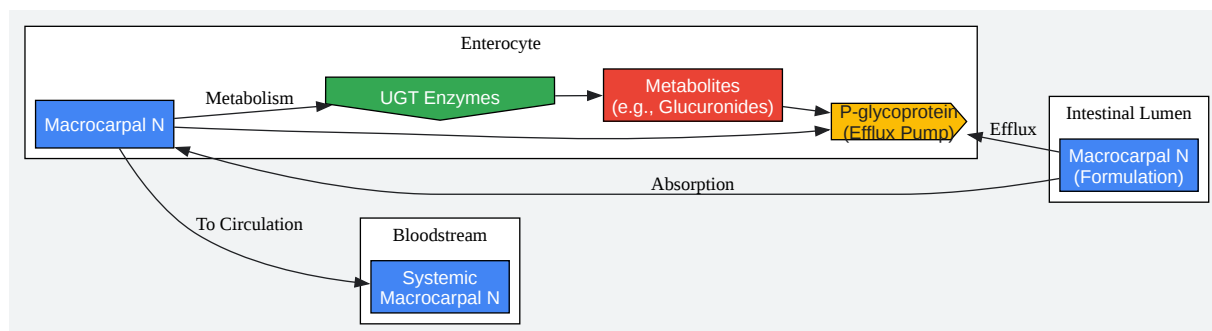 Enterocyte
Macrocarpal N
Metabolism
UGT Enzymes
Metabolites
(e.g., Glucuronides)
P-glycoprotein
(Efflux Pump)
Efflux
Intestinal Lumen
Macrocarpal N
(Formulation)
Absorption
To Circulation
Bloodstream
Systemic
Macrocarpal N